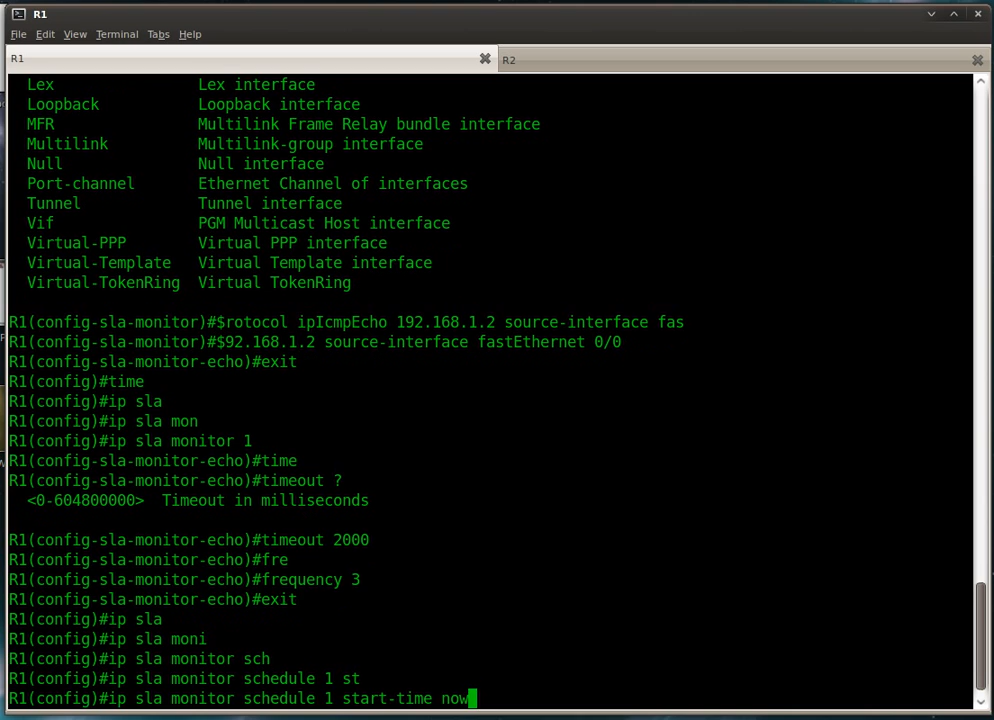 R1
File Edit View Terminal Tabs Help
R1 R2
Lex Lex interface
Loopback Loopback interface
MFR Multilink Frame Relay bundle interface
Multilink Multilink-group interface
Null Null interface
Port-channel Ethernet Channel of interfaces
Tunnel Tunnel interface
Vif PGM Multicast Host interface
Virtual-PPP Virtual PPP interface
Virtual-Template Virtual Template interface
Virtual-TokenRing Virtual TokenRing
R1(config-sla-monitor)#$rotocol ipIcmpEcho 192.168.1.2 source-interface fas
R1(config-sla-monitor)#$92.168.1.2 source-interface fastEthernet 0/0
R1(config-sla-monitor-echo)#exit
R1(config)#time
R1(config)#ip sla
R1(config)#ip sla mon
R1(config)#ip sla monitor 1
R1(config-sla-monitor-echo)#time
R1(config-sla-monitor-echo)#timeout ?
<0-604800000> Timeout in milliseconds
R1(config-sla-monitor-echo)#timeout 2000
R1(config-sla-monitor-echo)#fre
R1(config-sla-monitor-echo)#frequency 3
R1(config-sla-monitor-echo)#exit
R1(config)#ip sla
R1(config)#ip sla moni
R1(config)#ip sla monitor sch
R1(config)#ip sla monitor schedule 1 st
R1(config)#ip sla monitor schedule 1 start-time now